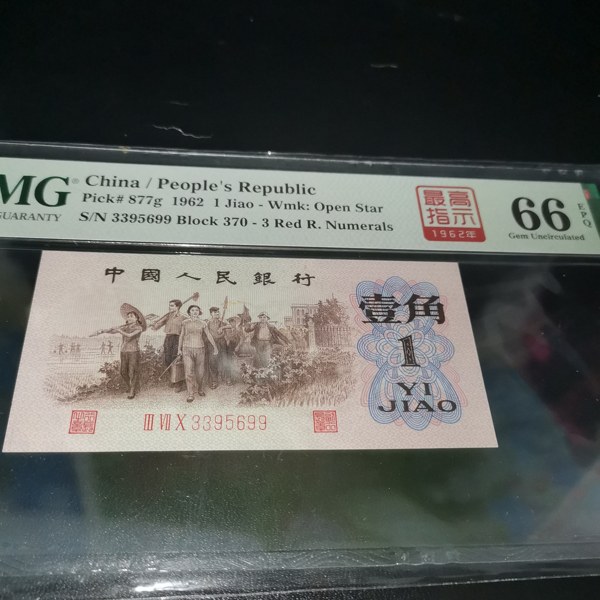 MG® China / People's Republic
GUARANTY Pick# 877g 1962 1 Jiao - Wmk: Open Star
S/N 3395699 Block 370 - 3 Red R. Numerals
最高
指示
1962年
66 EPQ
Gem Uncirculated
中國人民銀行
壹角
1
YI
JIAO
III VII X 3395699